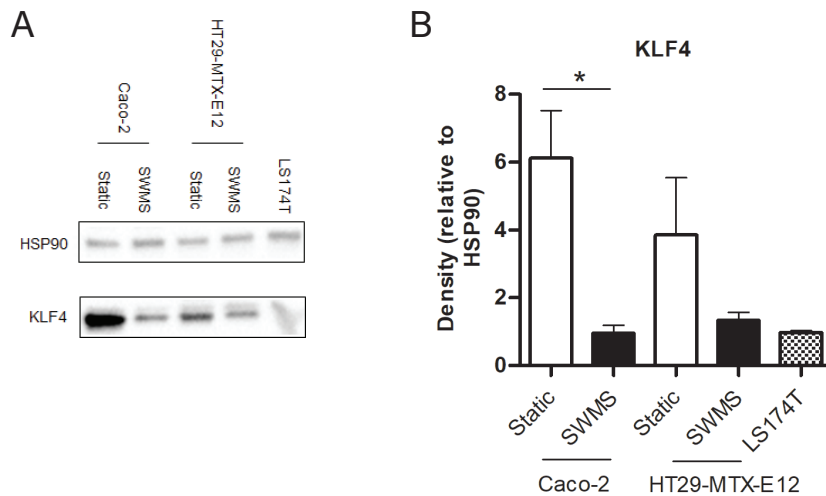 A
Caco-2
HT29-MTX-E12
Static
SWMS
Static
SWMS
LS174T
HSP90
KLF4
B
KLF4
*
Density (relative to
HSP90)
8
6
4
2
0
Static
SWMS
Static
SWMS
LS174T
Caco-2
HT29-MTX-E12